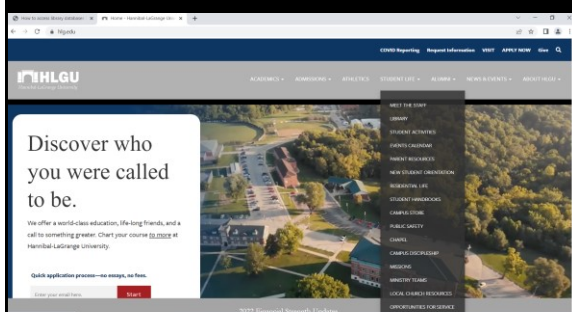 How to access library databases
Home - Hannibal-LaGrange Uni
hlg.edu
COVID Reporting Request Information VISIT APPLY NOW Give
HLGU
Hannibal-LaGrange University
ACADEMICS ADMISSIONS ATHLETICS STUDENT LIFE ALUMNI NEWS & EVENTS ABOUT HLGU
MEET THE STAFF
LIBRARY
STUDENT ACTIVITIES
EVENTS CALENDAR
PARENT RESOURCES
NEW STUDENT ORIENTATION
RESIDENTIAL LIFE
STUDENT HANDBOOKS
CAMPUS STORE
PUBLIC SAFETY
CHAPEL
CAMPUS DISCIPLESHIP
MISSIONS
MINISTRY TEAMS
LOCAL CHURCH RESOURCES
OPPORTUNITIES FOR SERVICE
Discover who
you were called
to be.
We offer a world-class education, life-long friends, and a
call to something greater. Chart your course to more at
Hannibal-LaGrange University.
Quick application process—no essays, no fees.
Enter your email here
Start
2022 Financial Strength Updates